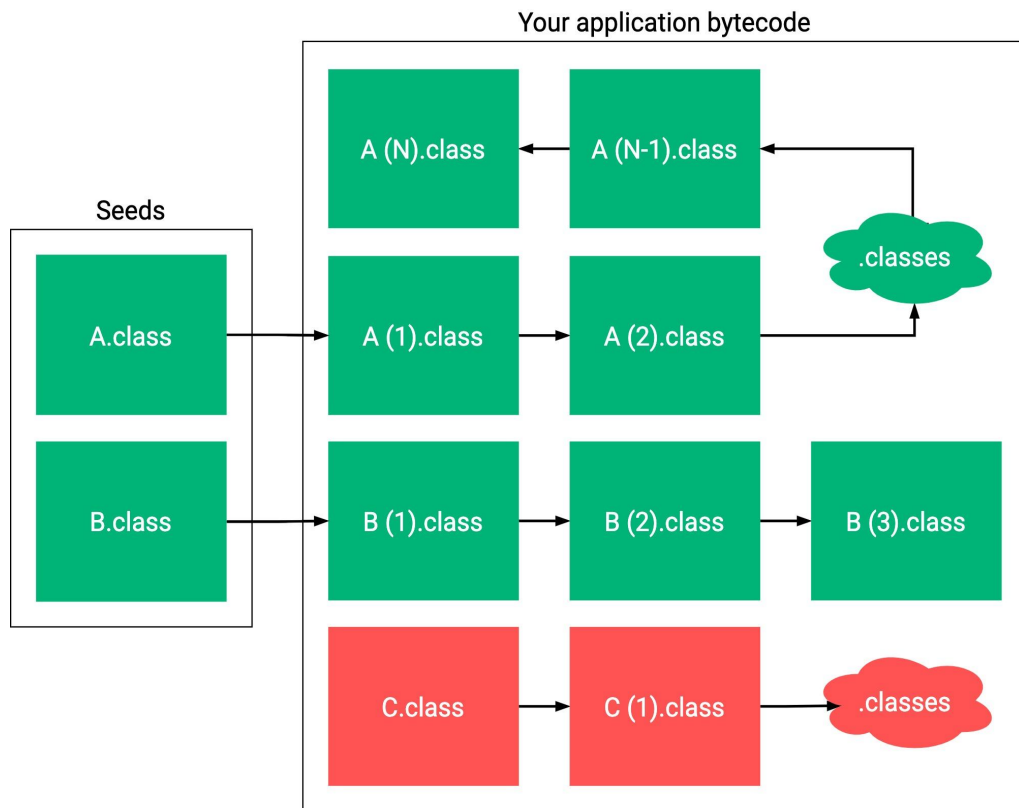 Your application bytecode
A (N).class
A (N-1).class
.classes
Seeds
A.class
A (1).class
A (2).class
B.class
B (1).class
B (2).class
B (3).class
C.class
C (1).class
.classes